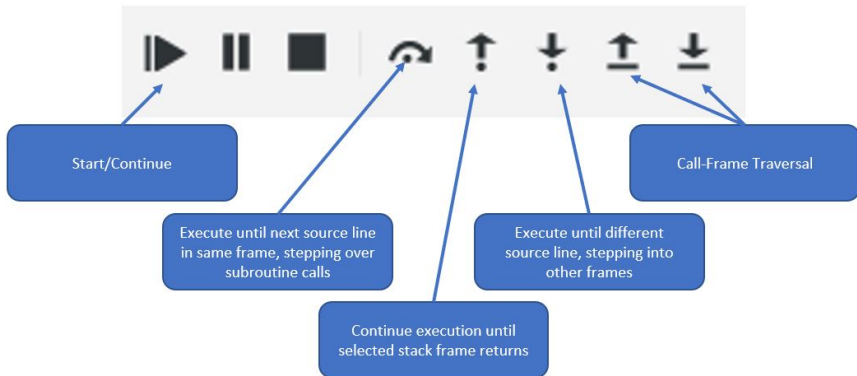 Start/Continue
Call-Frame Traversal
Execute until next source line
in same frame, stepping over
subroutine calls
Execute until different
source line, stepping into
other frames
Continue execution until
selected stack frame returns